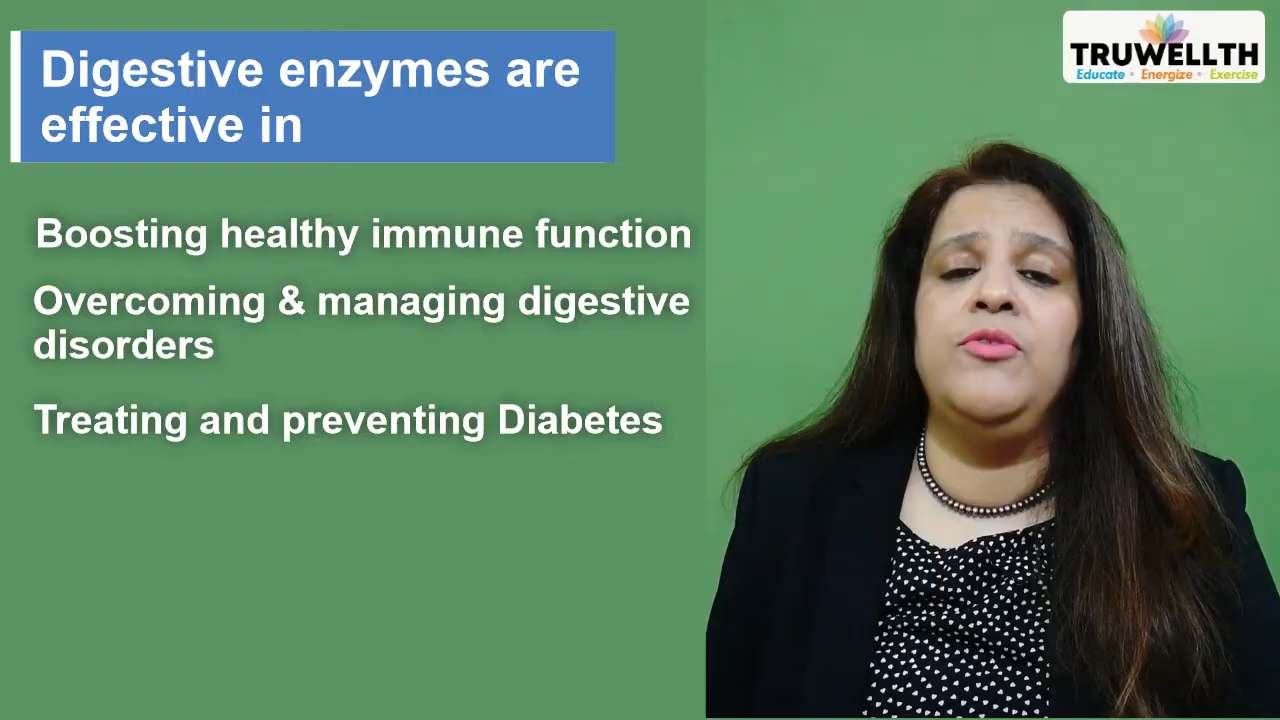 Digestive enzymes are
effective in
TRUWELLTH
Educate • Energize • Exercise
Boosting healthy immune function
Overcoming & managing digestive
disorders
Treating and preventing Diabetes